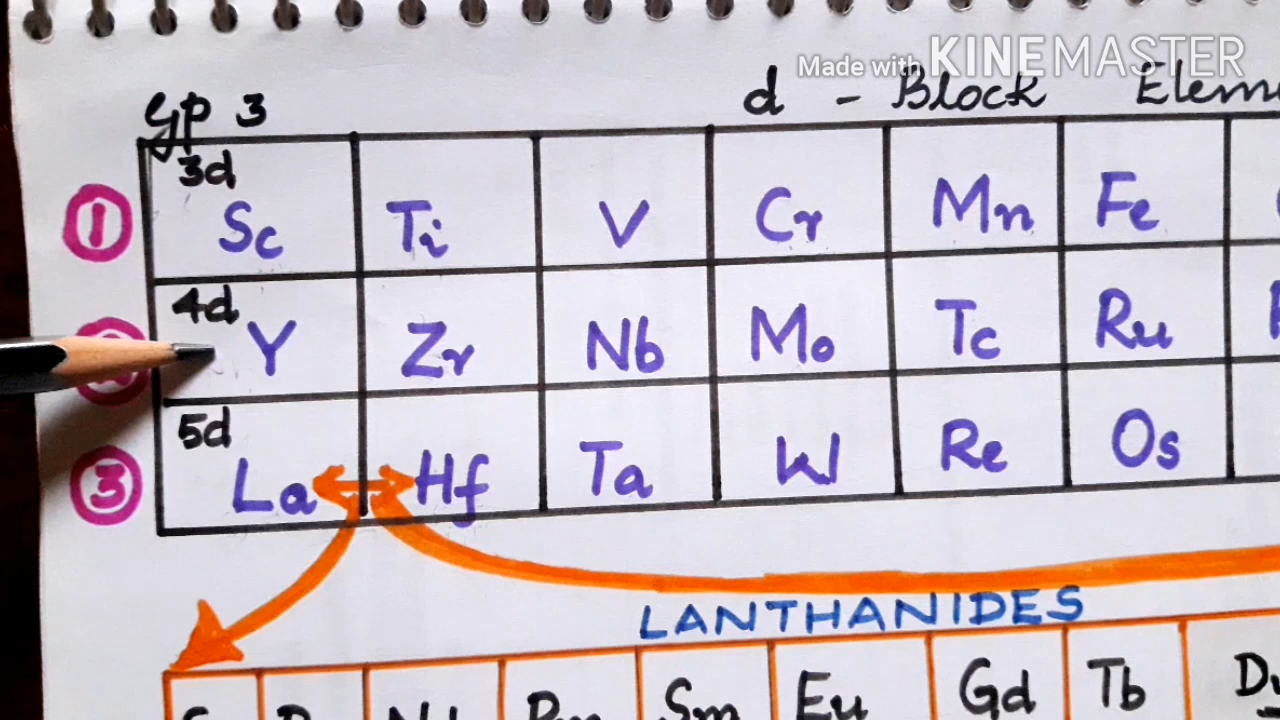 Made with KINEMASTER
d - Block
Gp 3
3d
① Sc Ti V Cr Mn Fe
4d
Y Zr Nb Mo Tc Ru
5d
③ La Hf Ta W Re Os
LANTHANIDES
Sm Eu Gd Tb